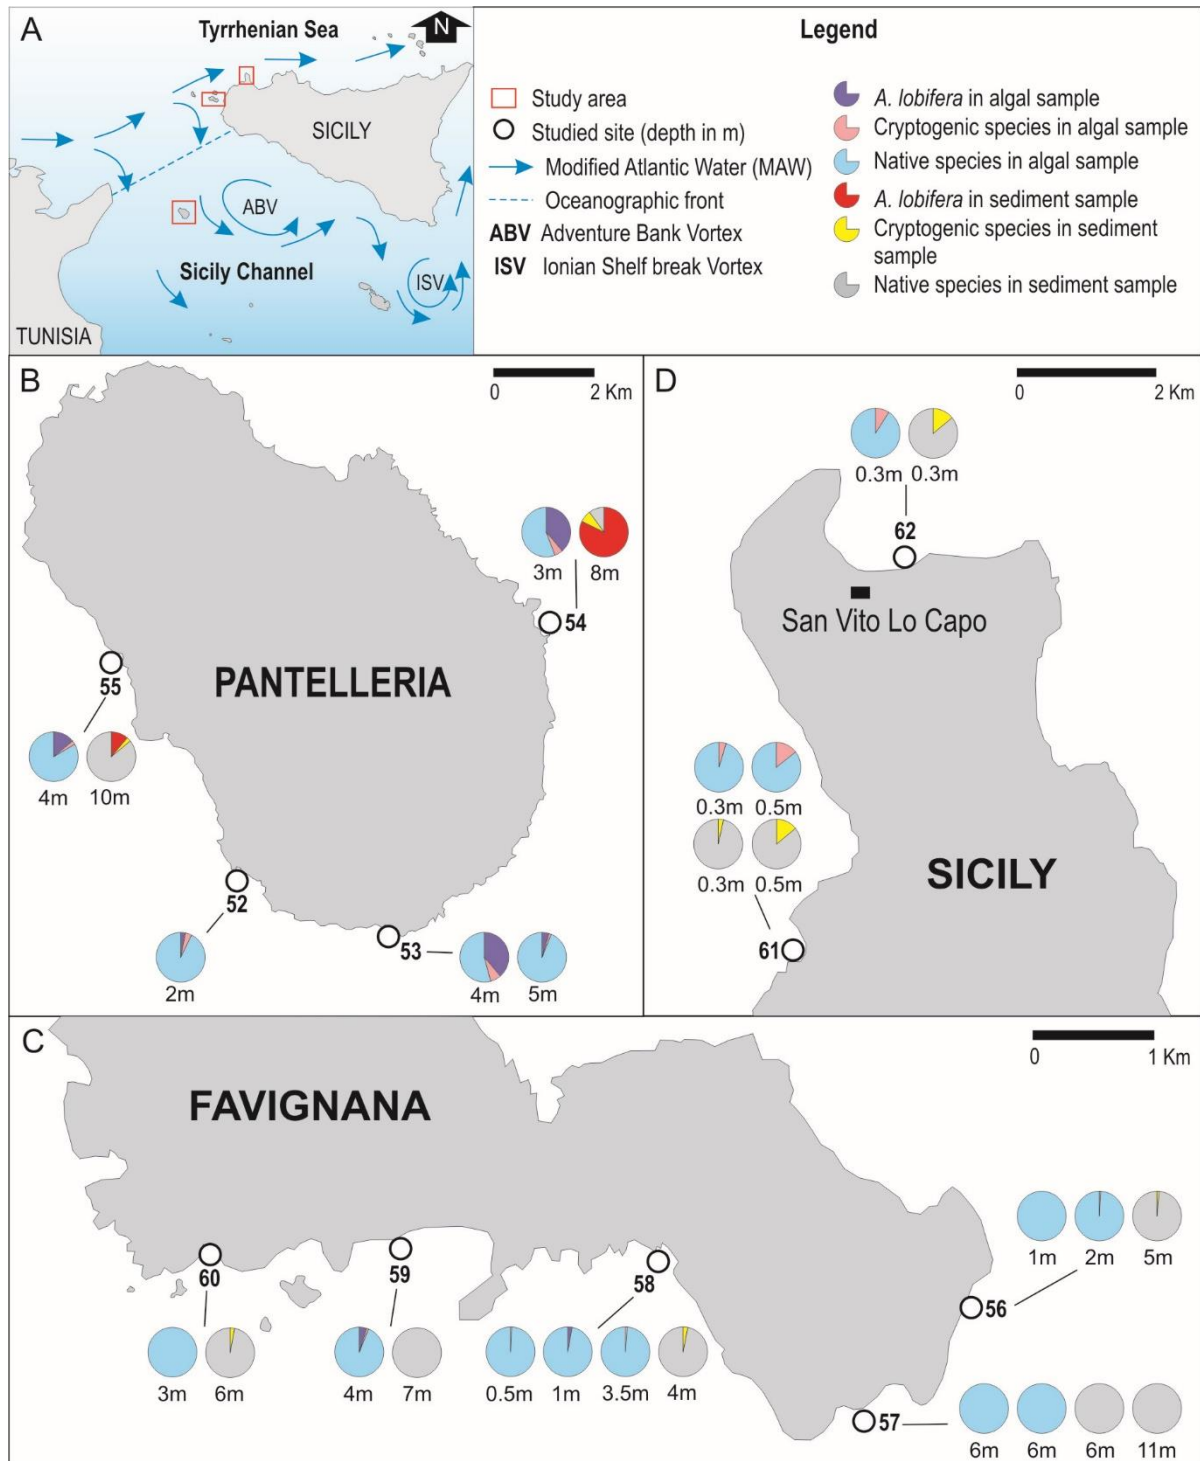 A
Tyrrhenian Sea
N
SICILY
ABV
Sicily Channel
ISV
TUNISIA
Legend
Study area
Studied site (depth in m)
Modified Atlantic Water (MAW)
Oceanographic front
ABV Adventure Bank Vortex
ISV Ionian Shelf break Vortex
A. lobifera in algal sample
Cryptogenic species in algal sample
Native species in algal sample
A. lobifera in sediment sample
Cryptogenic species in sediment
sample
Native species in sediment sample
B
0 2 Km
3m 8m
54
PANTELLERIA
55
4m 10m
52
2m
53
4m 5m
D
0 2 Km
0.3m 0.3m
62
San Vito Lo Capo
0.3m 0.5m
0.3m 0.5m
SICILY
61
C
0 1 Km
FAVIGNANA
60
3m 6m
59
4m 7m
58
0.5m 1m 3.5m 4m
1m 2m 5m
56
57
6m 6m 6m 11m